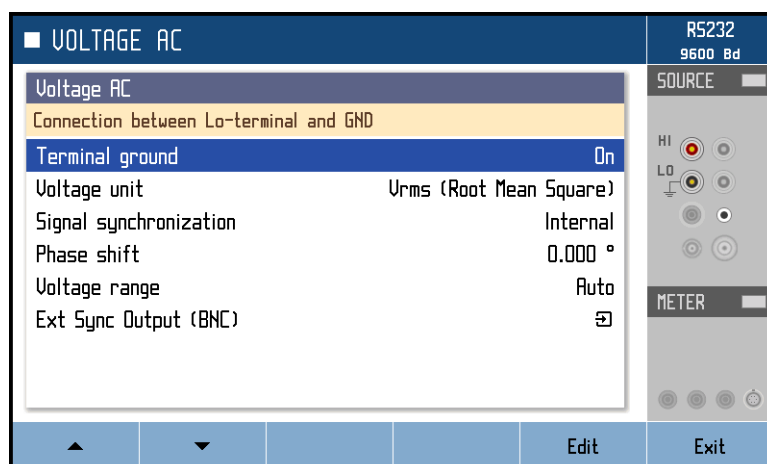 VOLTAGE AC
RS232
9600 Bd
Voltage AC
Connection between Lo-terminal and GND
Terminal ground On
Voltage unit Vrms (Root Mean Square)
Signal synchronization Internal
Phase shift 0.000 °
Voltage range Auto
Ext Sync Output (BNC)
SOURCE
HI
LO
METER
Edit
Exit